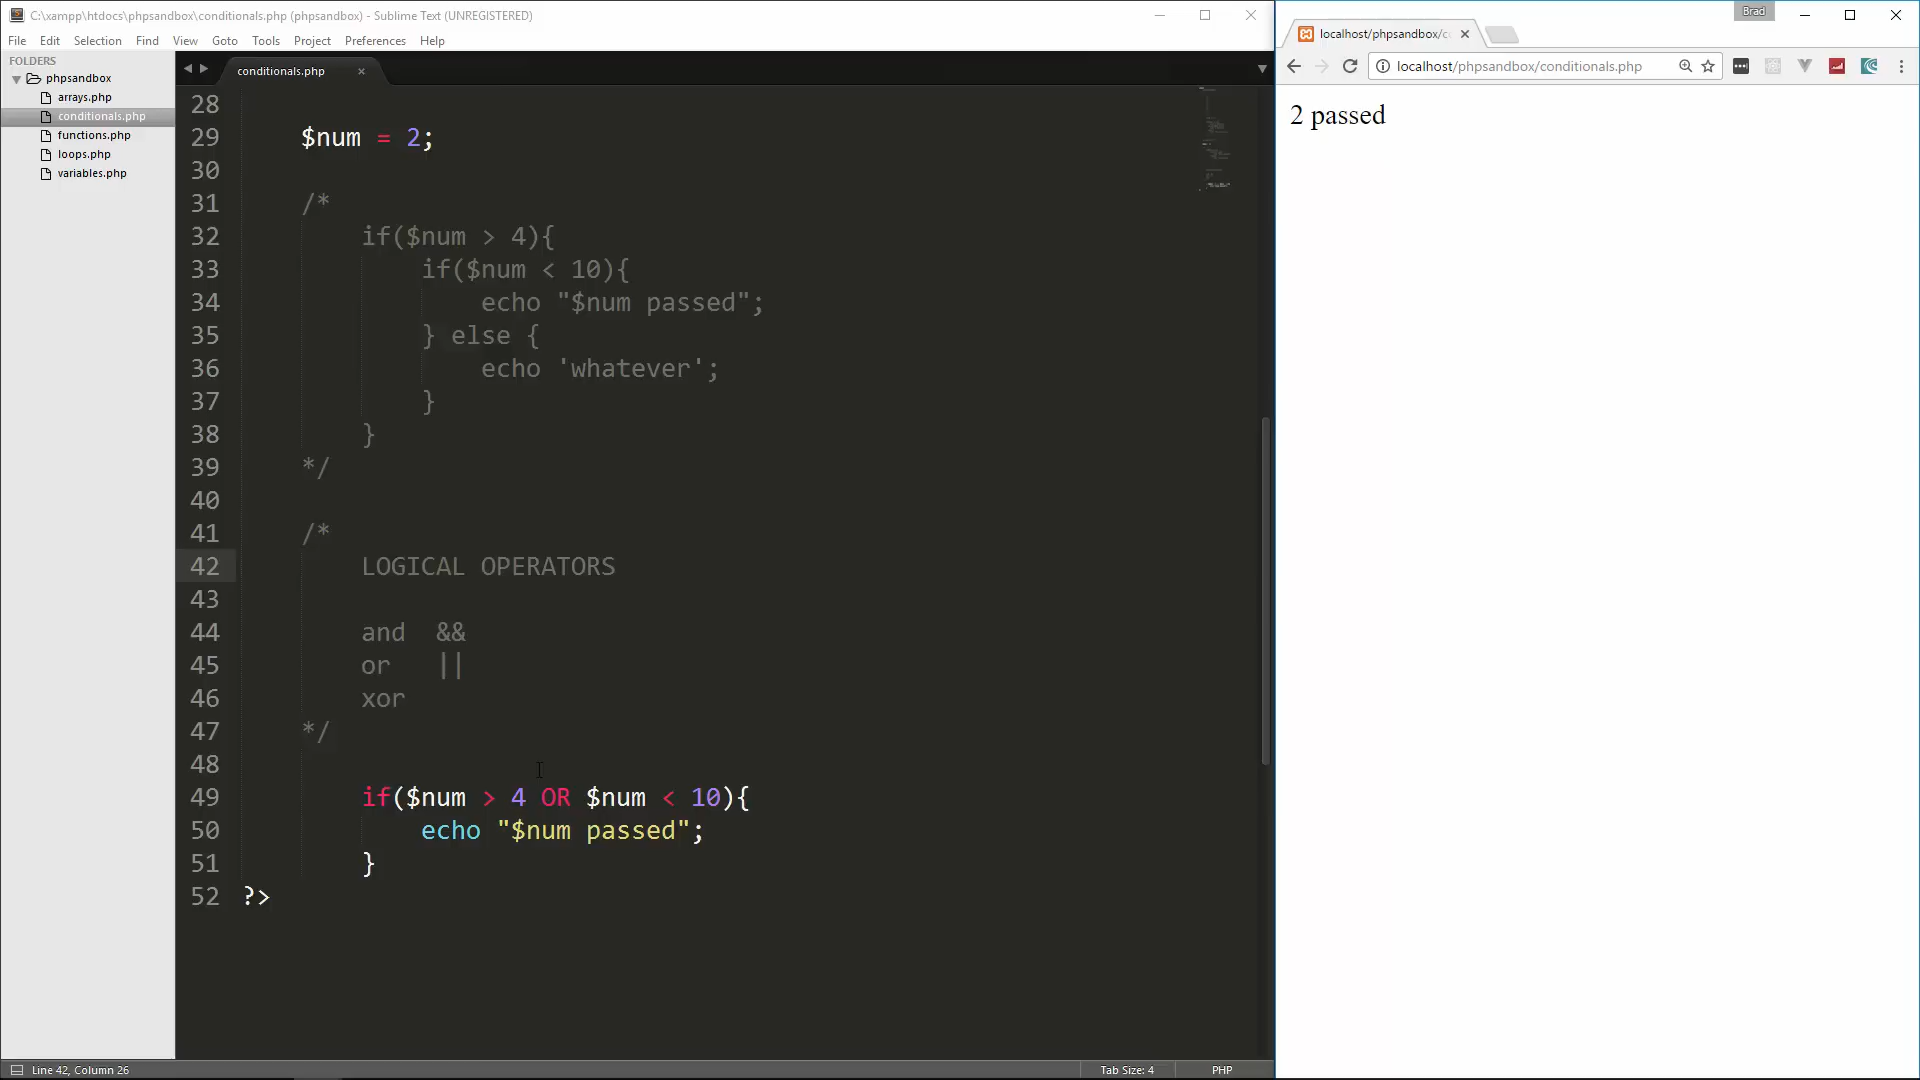 C:\xampp\htdocs\phpsandbox\conditionals.php (phpsandbox) - Sublime Text (UNREGISTERED)
File Edit Selection Find View Goto Tools Project Preferences Help
FOLDERS
phpsandbox
arrays.php
conditionals.php
functions.php
loops.php
variables.php
conditionals.php
28
29 $num = 2;
30
31 /*
32 if($num > 4){
33 if($num < 10){
34 echo "$num passed";
35 } else {
36 echo 'whatever';
37 }
38 }
39 */
40
41 /*
42 LOGICAL OPERATORS
43
44 and &&
45 or ||
46 xor
47 */
48
49 if($num > 4 OR $num < 10){
50 echo "$num passed";
51 }
52 ?>
Line 42, Column 26
Tab Size: 4
PHP
Brad
localhost/phpsandbox/c
localhost/phpsandbox/conditionals.php
2 passed